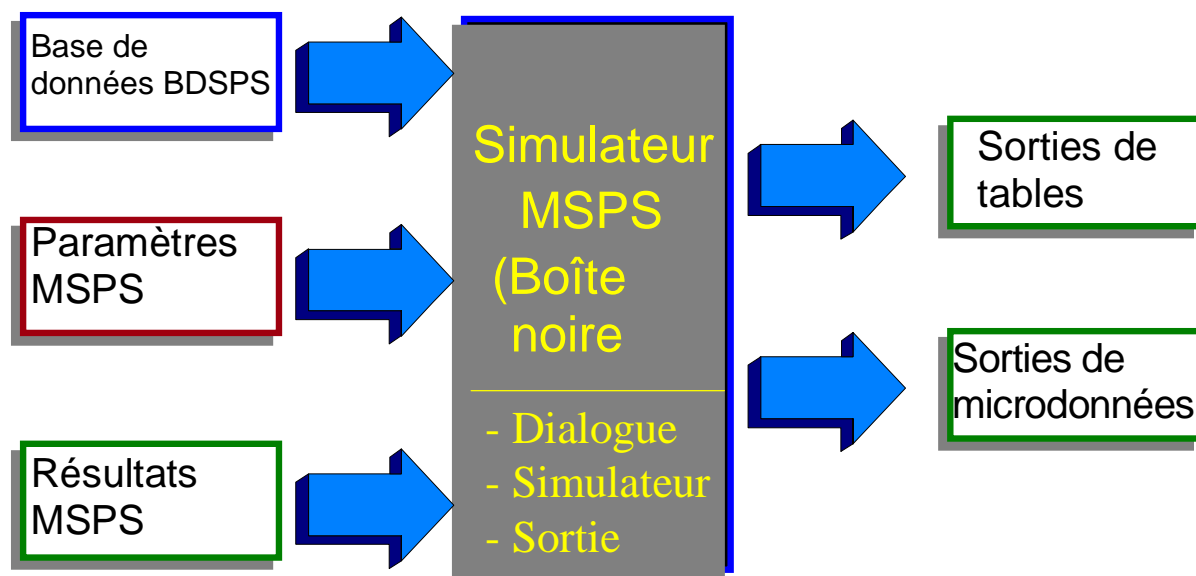 Base de
données BDSPS
Paramètres
MSPS
Résultats
MSPS
Simulateur
MSPS
(Boîte
noire
- Dialogue
- Simulateur
- Sortie
Sorties de
tables
Sorties de
microdonnées